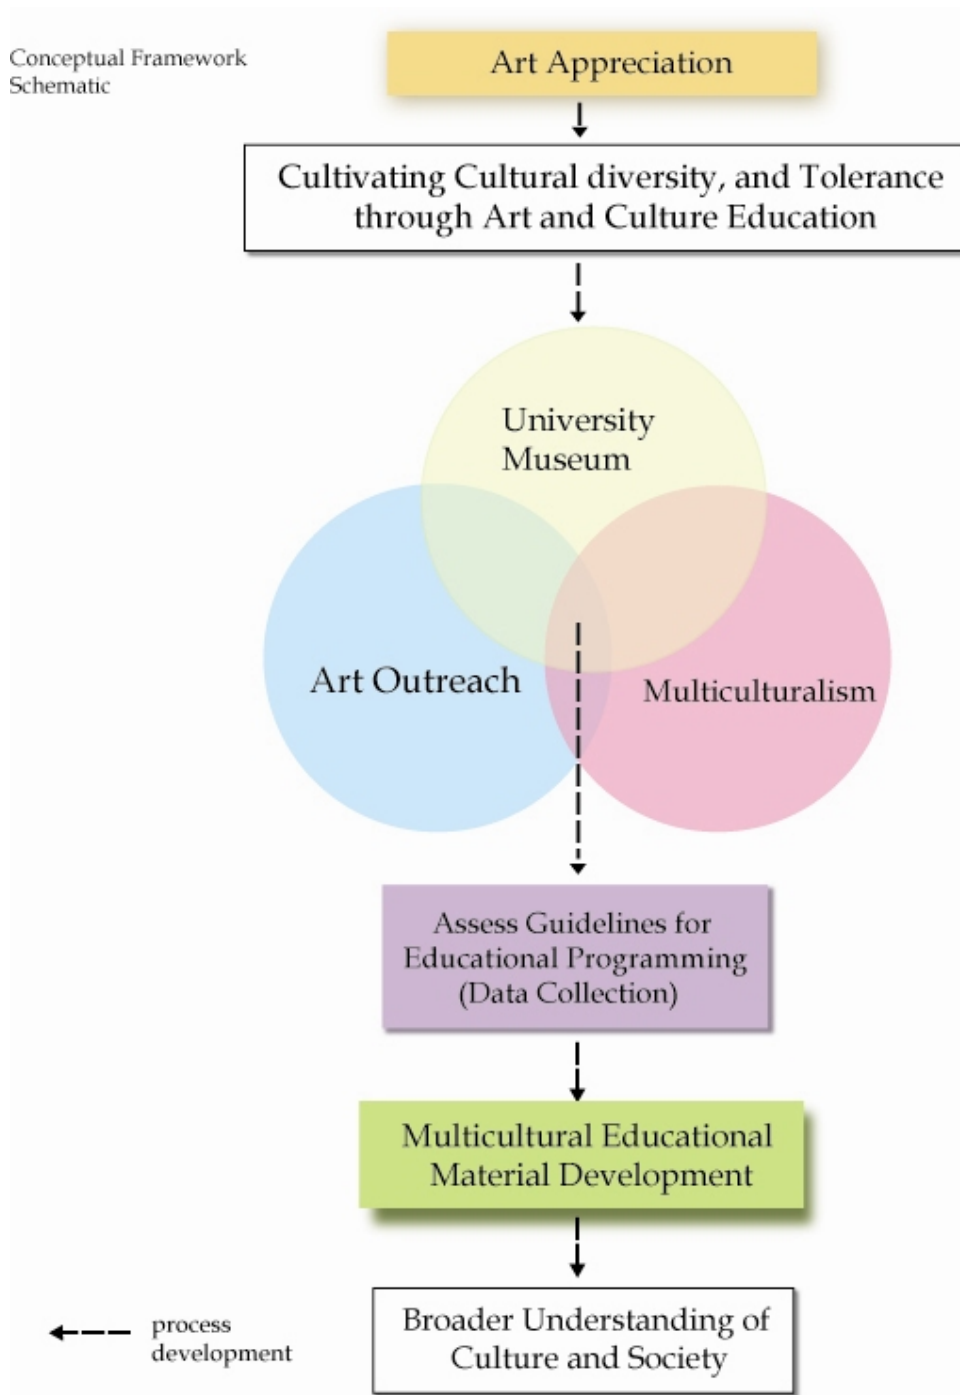 Conceptual Framework
Schematic
Art Appreciation
Cultivating Cultural diversity, and Tolerance
through Art and Culture Education
University
Museum
Art Outreach
Multiculturalism
Assess Guidelines for
Educational Programming
(Data Collection)
Multicultural Educational
Material Development
Broader Understanding of
Culture and Society
process
development